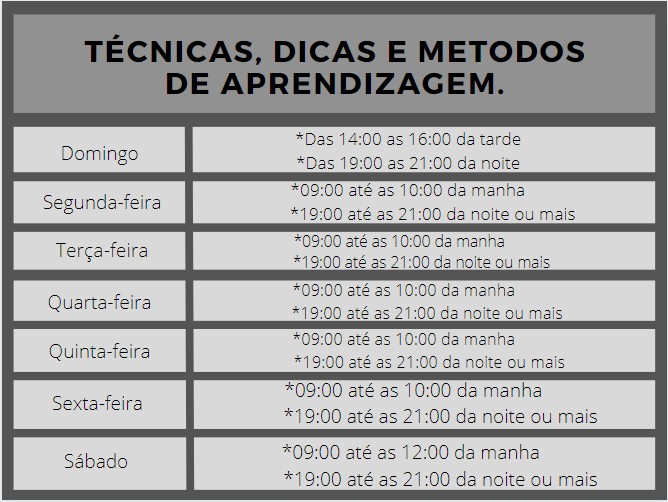 TÉCNICAS, DICAS E METODOS
DE APRENDIZAGEM.
Domingo
*Das 14:00 as 16:00 da tarde
*Das 19:00 as 21:00 da noite
Segunda-feira
*09:00 até as 10:00 da manha
*19:00 até as 21:00 da noite ou mais
Terça-feira
*09:00 até as 10:00 da manha
*19:00 até as 21:00 da noite ou mais
Quarta-feira
*09:00 até as 10:00 da manha
*19:00 até as 21:00 da noite ou mais
Quinta-feira
*09:00 até as 10:00 da manha
*19:00 até as 21:00 da noite ou mais
Sexta-feira
*09:00 até as 10:00 da manha
*19:00 até as 21:00 da noite ou mais
Sábado
*09:00 até as 12:00 da manha
*19:00 até as 21:00 da noite ou mais